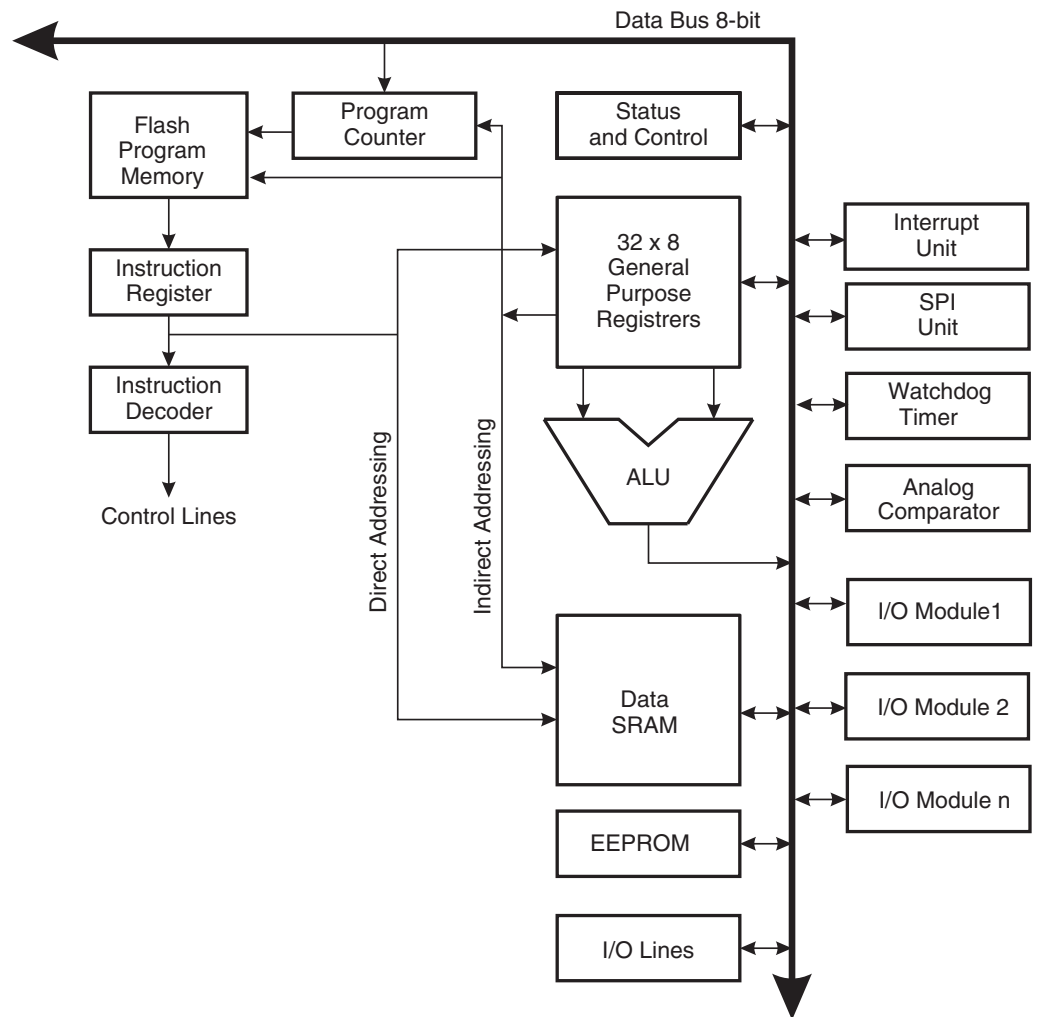 Data Bus 8-bit
Flash
Program
Memory
Program
Counter
Status
and Control
Interrupt
Unit
32 x 8
General
Purpose
Registrers
Instruction
Register
SPI
Unit
Instruction
Decoder
Watchdog
Timer
Control Lines
Direct Addressing
Indirect Addressing
ALU
Analog
Comparator
I/O Module1
Data
SRAM
I/O Module 2
I/O Module n
EEPROM
I/O Lines